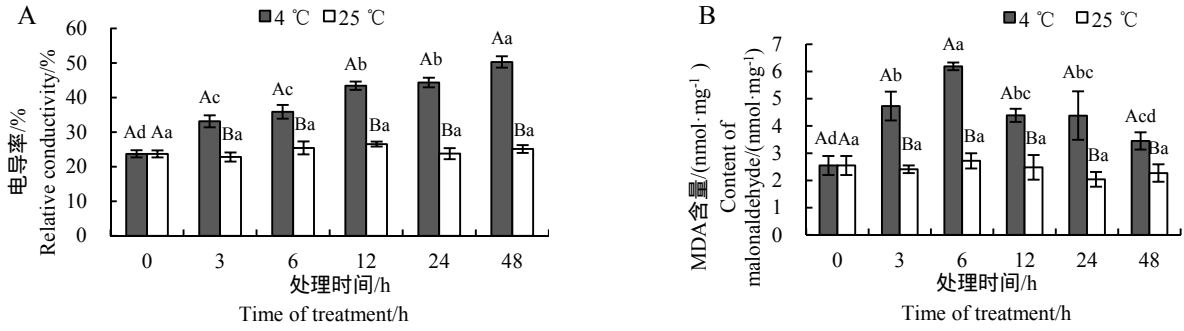 A
4 ℃ 25 ℃
电导率/%
Relative conductivity/%
60
50
40
30
20
10
0
Ad Aa
Ac Ba
Ac Ba
Ab Ba
Ab Ba
Aa Ba
0 3 6 12 24 48
处理时间/h
Time of treatment/h
B
4 ℃ 25 ℃
MDA含量/(nmol·mg⁻¹)
Content of
malonaldehyde/(nmol·mg⁻¹)
7
6
5
4
3
2
1
0
Ad Aa
Ab Ba
Aa Ba
Abc Ba
Abc Ba
Acd Ba
0 3 6 12 24 48
处理时间/h
Time of treatment/h